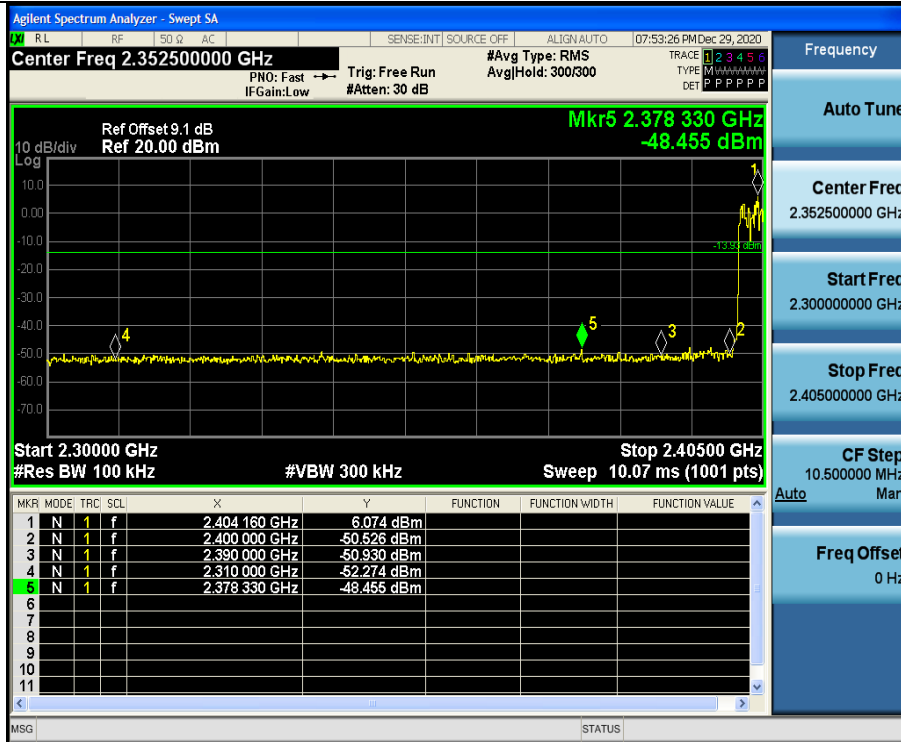 Agilent Spectrum Analyzer - Swept SA
LXI RL RF 50 Ω AC SENSE:INT SOURCE OFF ALIGN AUTO 07:53:26 PM Dec 29, 2020
Center Freq 2.352500000 GHz #Avg Type: RMS TRACE 1 2 3 4 5 6
PNO: Fast Trig: Free Run Avg|Hold: 300/300 TYPE M
IFGain:Low #Atten: 30 dB DET P P P P P P
Mkr5 2.378 330 GHz
Ref Offset 9.1 dB
10 dB/div Ref 20.00 dBm -48.455 dBm
Log
1
10.0
0.00
-10.0
-13.93 dBm
-20.0
-30.0
-40.0
4 5 3 2
-50.0
-60.0
-70.0
Start 2.30000 GHz Stop 2.40500 GHz
#Res BW 100 kHz #VBW 300 kHz Sweep 10.07 ms (1001 pts)
MKR MODE TRC SCL X Y FUNCTION FUNCTION WIDTH FUNCTION VALUE
1 N 1 f 2.404 160 GHz 6.074 dBm
2 N 1 f 2.400 000 GHz -50.526 dBm
3 N 1 f 2.390 000 GHz -50.930 dBm
4 N 1 f 2.310 000 GHz -52.274 dBm
5 N 1 f 2.378 330 GHz -48.455 dBm
6
7
8
9
10
11
MSG STATUS
Frequency
Auto Tune
Center Freq
2.352500000 GHz
Start Freq
2.300000000 GHz
Stop Freq
2.405000000 GHz
CF Step
10.500000 MHz
Auto Man
Freq Offset
0 Hz